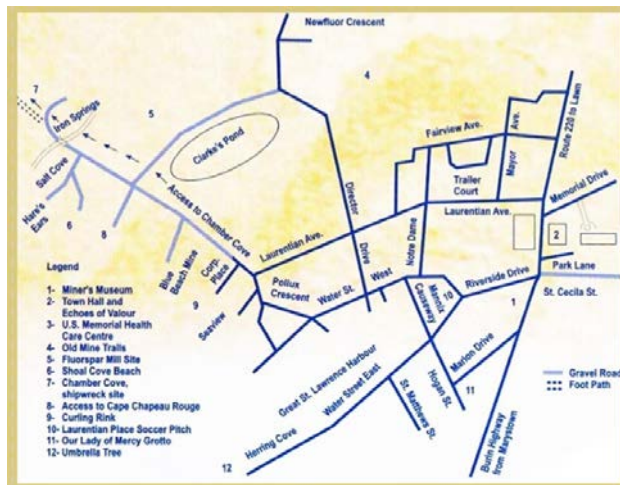 Newfluor Crescent
7
4
Iron Springs
5
Clarke's Pond
Fairview Ave.
Ave.
Route 220 to Lawn
Salt Cove
Trailer
Court
Mayor
Memorial Drive
Hare's
Ears
6
8
Access to Chamber Cove
Director
Drive
Laurentian Ave.
Laurentian Ave.
Notre Dame
2
Blue
Beach Mine
Corp.
Place
Pollux
Crescent
Water St.
West
Mannix
Causeway
10
Riverside Drive
Park Lane
St. Cecila St.
9
Seaview
1
Great St. Lawrence Harbour
Water Street East
Marlon Drive
St. Matthews
St.
Hogan St.
11
Herring Cove
12
Burin Highway
from Marystown
Gravel Road
Foot Path
Legend
1- Miner's Museum
2- Town Hall and
Echoes of Valour
3- U.S. Memorial Health
Care Centre
4- Old Mine Trails
5- Fluorspar Mill Site
6- Shoal Cove Beach
7- Chamber Cove,
shipwreck site
8- Access to Cape Chapeau Rouge
9- Curling Rink
10- Laurentian Place Soccer Pitch
11- Our Lady of Mercy Grotto
12- Umbrella Tree